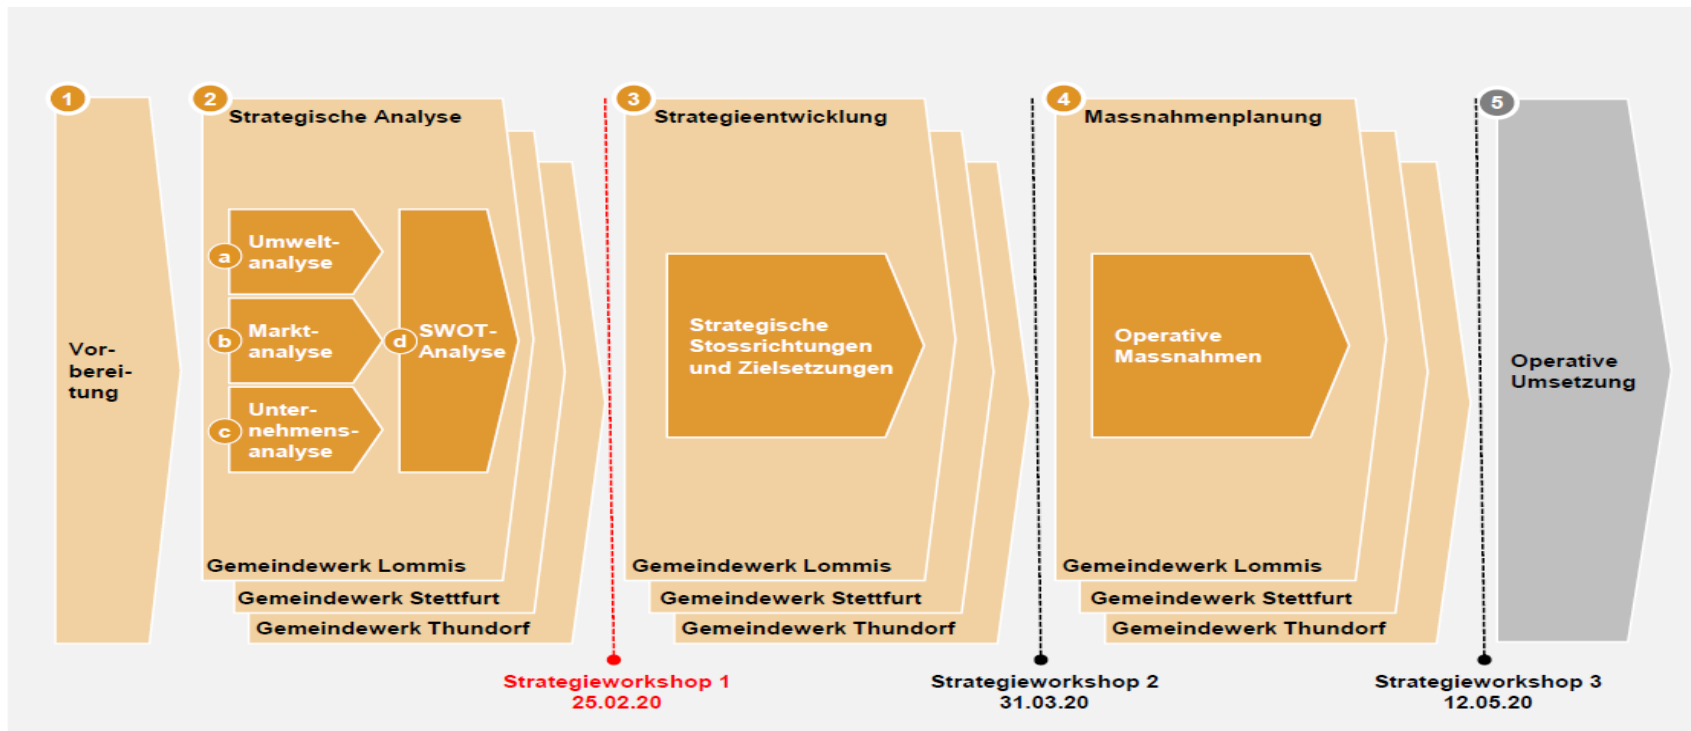 1
Vor-
berei-
tung
2
Strategische Analyse
a
Umwelt-
analyse
b
Markt-
analyse
c
Unter-
nehmens-
analyse
d
SWOT-
Analyse
Gemeindewerk Lommis
Gemeindewerk Stettfurt
Gemeindewerk Thundorf
Strategieworkshop 1
25.02.20
3
Strategieentwicklung
Strategische
Stossrichtungen
und Zielsetzungen
Gemeindewerk Lommis
Gemeindewerk Stettfurt
Gemeindewerk Thundorf
Strategieworkshop 2
31.03.20
4
Massnahmenplanung
Operative
Massnahmen
Gemeindewerk Lommis
Gemeindewerk Stettfurt
Gemeindewerk Thundorf
Strategieworkshop 3
12.05.20
5
Operative
Umsetzung